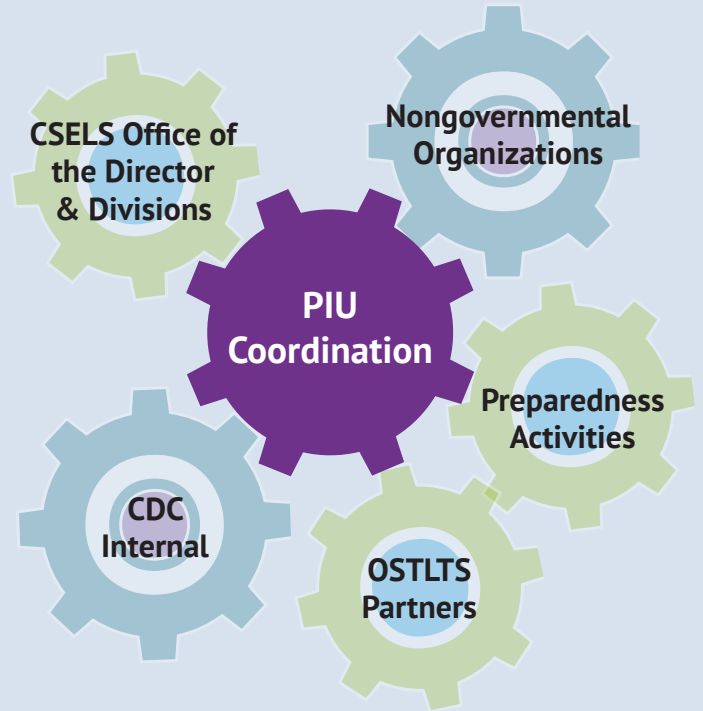 CSELS Office of
the Director
& Divisions
Nongovernmental
Organizations
PIU
Coordination
Preparedness
Activities
CDC
Internal
OSTLTS
Partners